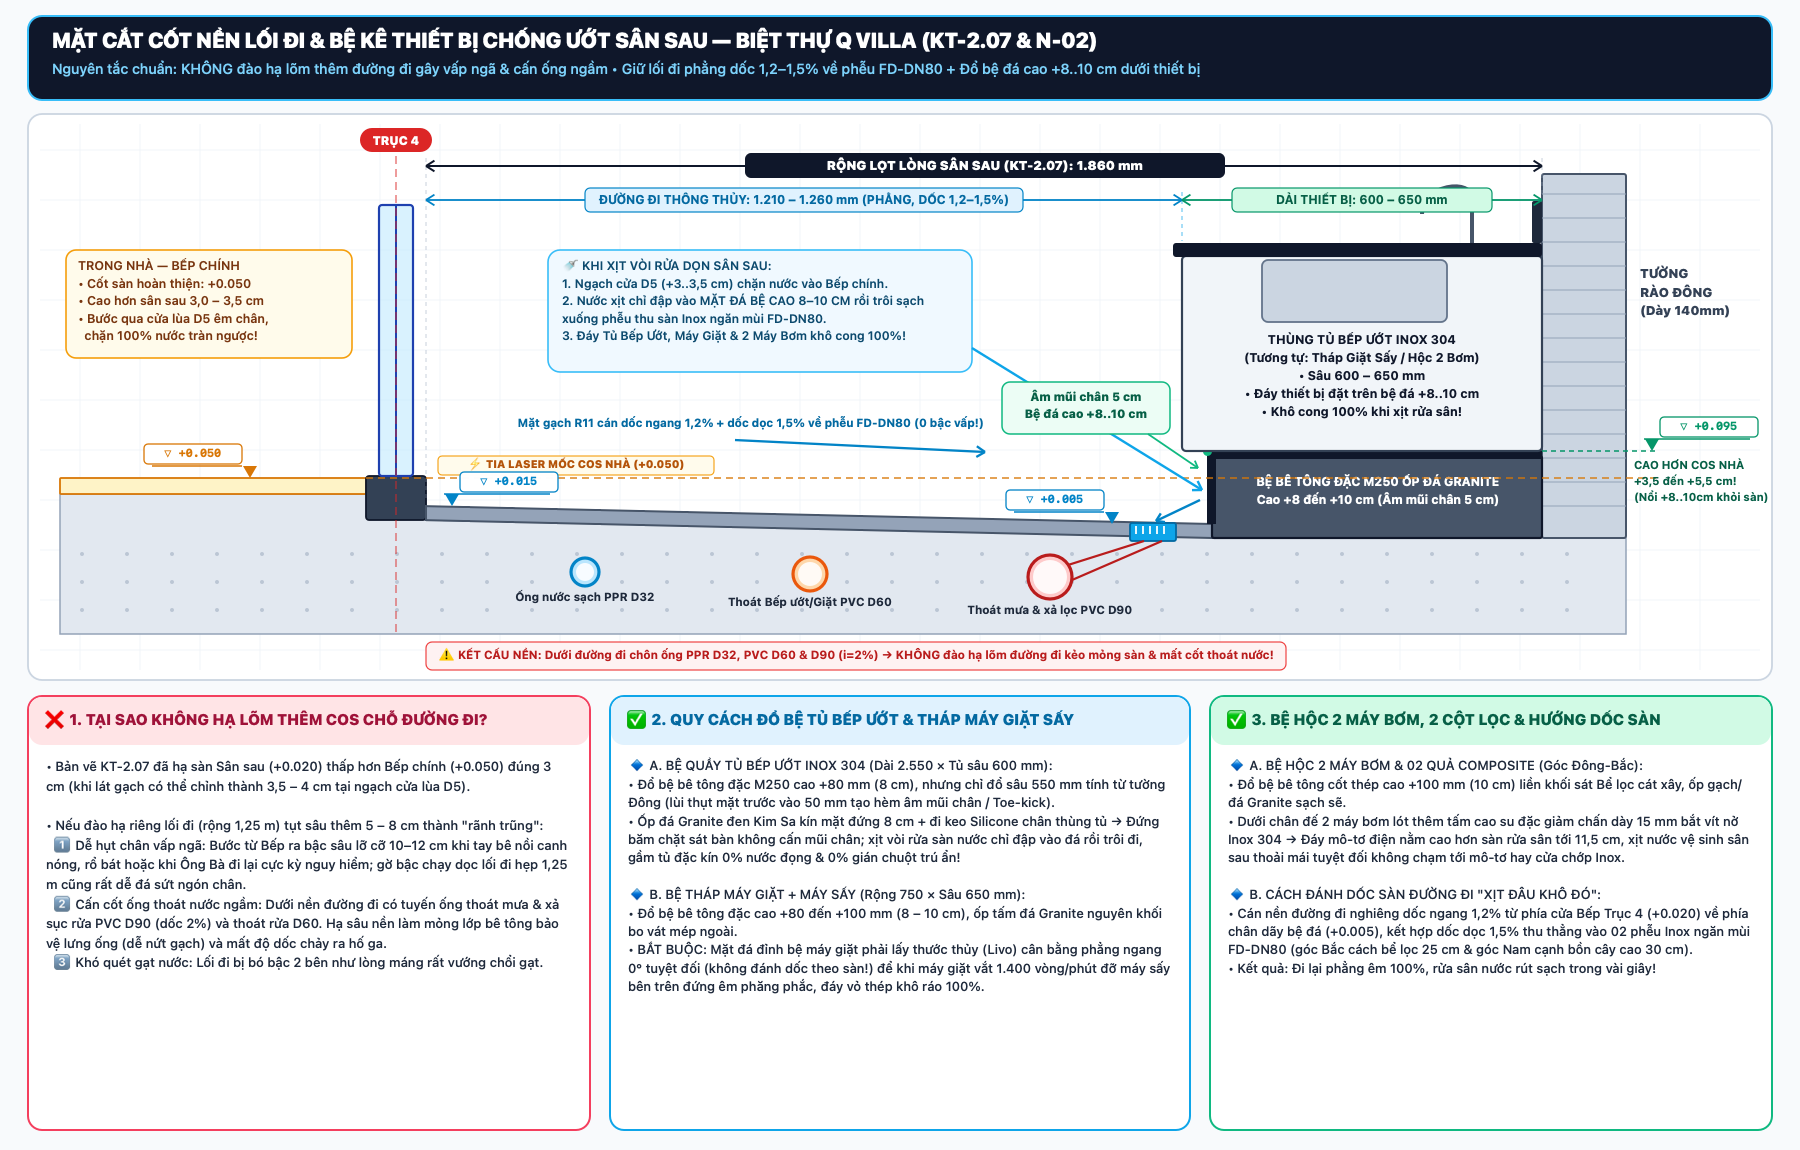 MẶT CẮT CỐT NỀN LỐI ĐI & BỆ KÊ THIẾT BỊ CHỐNG ƯỚT SÂN SAU — BIỆT THỰ Q VILLA (KT-2.07 & N-02)
Nguyên tắc chuẩn: KHÔNG đào hạ lõm thêm đường đi gây vấp ngã & cấn ống ngầm • Giữ lối đi phẳng dốc 1,2–1,5% về phễu FD-DN80 + Đổ bệ đá cao +8..10 cm dưới thiết bị
TRỤC 4
RỘNG LỌT LÒNG SÂN SAU (KT-2.07): 1.860 mm
ĐƯỜNG ĐI THÔNG THỦY: 1.210 – 1.260 mm (PHẲNG, DỐC 1,2–1,5%)
DẢI THIẾT BỊ: 600 – 650 mm
TRONG NHÀ — BẾP CHÍNH
• Cốt sàn hoàn thiện: +0.050
• Cao hơn sân sau 3,0 – 3,5 cm
• Bước qua cửa lùa D5 êm chân,
chặn 100% nước tràn ngược!
🚿 KHI XỊT VÒI RỬA DỌN SÂN SAU:
1. Ngạch cửa D5 (+3..3,5 cm) chặn nước vào Bếp chính.
2. Nước xịt chỉ đập vào MẶT ĐÁ BỆ CAO 8–10 CM rồi trôi sạch
xuống phễu thu sàn Inox ngăn mùi FD-DN80.
3. Đáy Tủ Bếp Ướt, Máy Giặt & 2 Máy Bơm khô cong 100%!
TƯỜNG
RÀO ĐÔNG
(Dày 140mm)
THÙNG TỦ BẾP ƯỚT INOX 304
(Tương tự: Tháp Giặt Sấy / Hộc 2 Bơm)
• Sâu 600 – 650 mm
• Đáy thiết bị đặt trên bệ đá +8..10 cm
• Khô cong 100% khi xịt rửa sân!
Âm mũi chân 5 cm
Bệ đá cao +8..10 cm
Mặt gạch R11 cán dốc ngang 1,2% + dốc dọc 1,5% về phễu FD-DN80 (0 bậc vấp!)
▽ +0.050
⚡ TIA LASER MỐC COS NHÀ (+0.050)
▽ +0.015
▽ +0.005
▽ +0.095
CAO HƠN COS NHÀ
+3,5 đến +5,5 cm!
(Nổi +8..10cm khỏi sàn)
BỆ BÊ TÔNG ĐẶC M250 ỐP ĐÁ GRANITE
Cao +8 đến +10 cm (Âm mũi chân 5 cm)
Ống nước sạch PPR D32
Thoát Bếp ướt/Giặt PVC D60
Thoát mưa & xả lọc PVC D90
⚠️ KẾT CẤU NỀN: Dưới đường đi chôn ống PPR D32, PVC D60 & D90 (i=2%) → KHÔNG đào hạ lõm đường đi kẻo mỏng sàn & mất cốt thoát nước!
❌ 1. TẠI SAO KHÔNG HẠ LÕM THÊM COS CHỖ ĐƯỜNG ĐI?
• Bản vẽ KT-2.07 đã hạ sàn Sân sau (+0.020) thấp hơn Bếp chính (+0.050) đúng 3
cm (khi lát gạch có thể chỉnh thành 3,5 – 4 cm tại ngạch cửa lùa D5).
• Nếu đào hạ riêng lối đi (rộng 1,25 m) tụt sâu thêm 5 – 8 cm thành "rãnh trũng":
1️⃣ Dễ hụt chân vấp ngã: Bước từ Bếp ra bậc sâu lỡ cỡ 10–12 cm khi tay bê nồi canh
nóng, rổ bát hoặc khi Ông Bà đi lại cực kỳ nguy hiểm; gờ bậc chạy dọc lối đi hẹp 1,25
m cũng rất dễ đá sứt ngón chân.
2️⃣ Cấn cốt ống thoát nước ngầm: Dưới nền đường đi có tuyến ống thoát mưa & xả
sục rửa PVC D90 (dốc 2%) và thoát rửa D60. Hạ sâu nền làm mỏng lớp bê tông bảo
vệ lưng ống (dễ nứt gạch) và mất độ dốc chảy ra hố ga.
3️⃣ Khó quét gạt nước: Lối đi bị bó bậc 2 bên như lòng máng rất vướng chổi gạt.
✅ 2. QUY CÁCH ĐỔ BỆ TỦ BẾP ƯỚT & THÁP MÁY GIẶT SẤY
🔷 A. BỆ QUẦY TỦ BẾP ƯỚT INOX 304 (Dài 2.550 × Tủ sâu 600 mm):
• Đổ bệ bê tông đặc M250 cao +80 mm (8 cm), nhưng chỉ đổ sâu 550 mm tính từ tường
Đông (lùi thụt mặt trước vào 50 mm tạo hèm âm mũi chân / Toe-kick).
• Ốp đá Granite đen Kim Sa kín mặt đứng 8 cm + đi keo Silicone chân thùng tủ → Đứng
băm chặt sát bàn không cấn mũi chân; xịt vòi rửa sàn nước chỉ đập vào đá rồi trôi đi,
gầm tủ đặc kín 0% nước đọng & 0% gián chuột trú ẩn!
🔷 B. BỆ THÁP MÁY GIẶT + MÁY SẤY (Rộng 750 × Sâu 650 mm):
• Đổ bệ bê tông đặc cao +80 đến +100 mm (8 – 10 cm), ốp tấm đá Granite nguyên khối
bo vát mép ngoài.
• BẮT BUỘC: Mặt đá đỉnh bệ máy giặt phải lấy thước thủy (Livo) cân bằng phẳng ngang
0° tuyệt đối (không đánh dốc theo sàn!) để khi máy giặt vắt 1.400 vòng/phút đỡ máy sấy
bên trên đứng êm phăng phắc, đáy vỏ thép khô ráo 100%.
✅ 3. BỆ HỘC 2 MÁY BƠM, 2 CỘT LỌC & HƯỚNG DỐC SÀN
🔷 A. BỆ HỘC 2 MÁY BƠM & 02 QUẢ COMPOSITE (Góc Đông-Bắc):
• Đổ bệ bê tông cốt thép cao +100 mm (10 cm) liền khối sát Bể lọc cát xây, ốp gạch/
đá Granite sạch sẽ.
• Dưới chân đế 2 máy bơm lót thêm tấm cao su đặc giảm chấn dày 15 mm bắt vít nở
Inox 304 → Đáy mô-tơ điện nằm cao hơn sàn rửa sân tới 11,5 cm, xịt nước vệ sinh sân
sau thoải mái tuyệt đối không chạm tới mô-tơ hay cửa chớp Inox.
🔷 B. CÁCH ĐÁNH DỐC SÀN ĐƯỜNG ĐI "XỊT ĐÂU KHÔ ĐÓ":
• Cán nền đường đi nghiêng dốc ngang 1,2% từ phía cửa Bếp Trục 4 (+0.020) về phía
chân dãy bệ đá (+0.005), kết hợp dốc dọc 1,5% thu thẳng vào 02 phễu Inox ngăn mùi
FD-DN80 (góc Bắc cách bể lọc 25 cm & góc Nam cạnh bồn cây cao 30 cm).
• Kết quả: Đi lại phẳng êm 100%, rửa sân nước rút sạch trong vài giây!